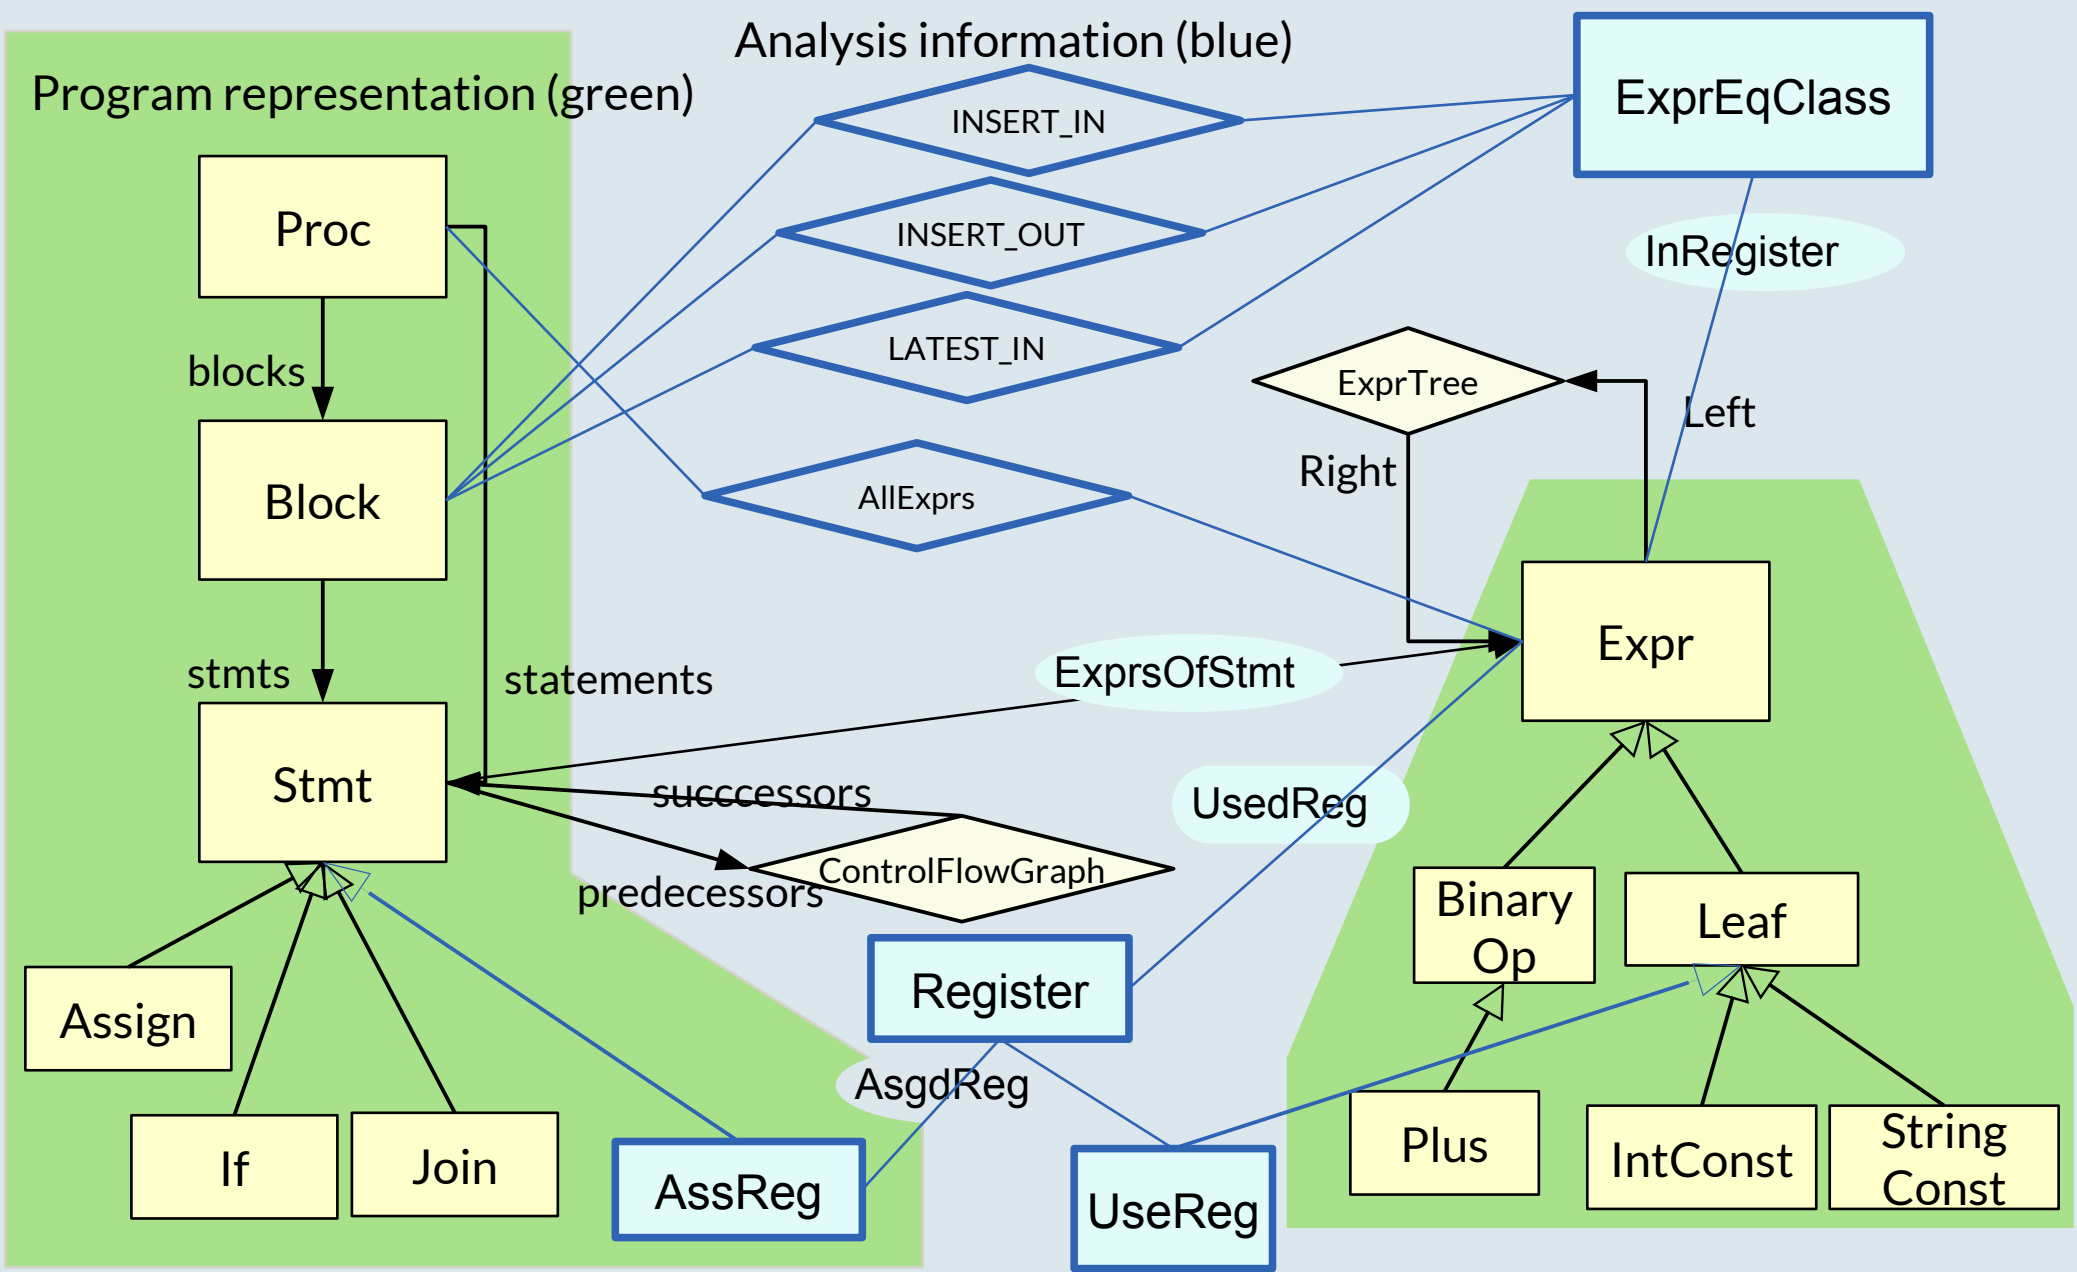 Analysis information (blue)
Program representation (green)
ExprEqClass
INSERT_IN
Proc
INSERT_OUT
InRegister
LATEST_IN
blocks
ExprTree
Left
Right
Block
AllExprs
Expr
stmts
statements
ExprsOfStmt
Stmt
succcessors
UsedReg
ControlFlowGraph
predecessors
Binary
Op
Leaf
Register
Assign
AsgdReg
If
Join
AssReg
UseReg
Plus
IntConst
String
Const